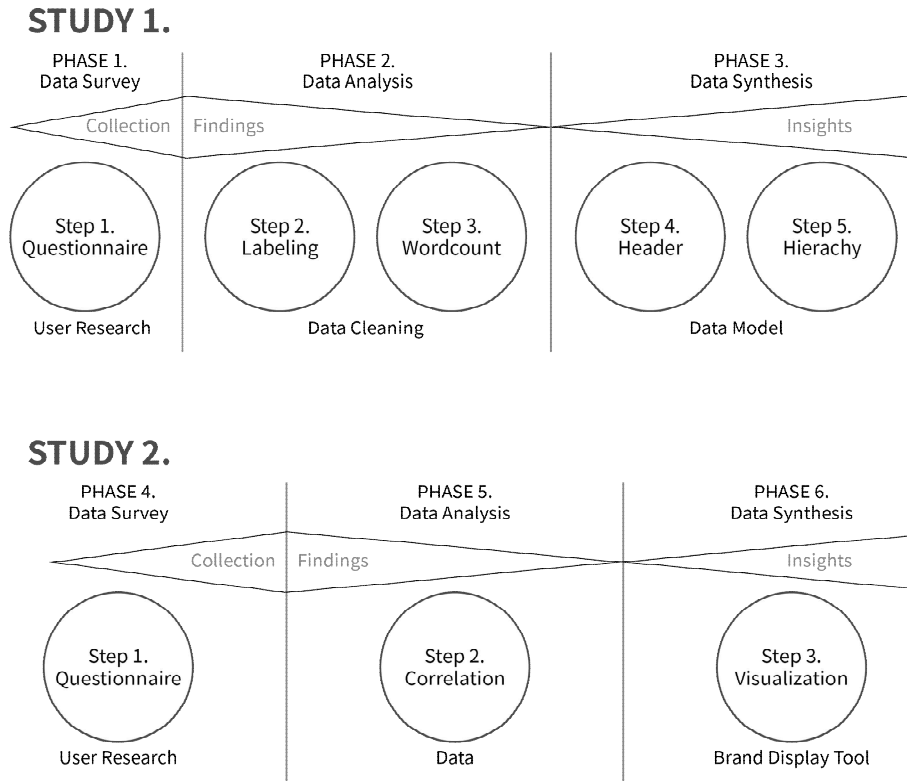 STUDY 1.
PHASE 1.
Data Survey
PHASE 2.
Data Analysis
PHASE 3.
Data Synthesis
Collection
Findings
Insights
Step 1.
Questionnaire
Step 2.
Labeling
Step 3.
Wordcount
Step 4.
Header
Step 5.
Hierachy
User Research
Data Cleaning
Data Model
STUDY 2.
PHASE 4.
Data Survey
PHASE 5.
Data Analysis
PHASE 6.
Data Synthesis
Collection
Findings
Insights
Step 1.
Questionnaire
Step 2.
Correlation
Step 3.
Visualization
User Research
Data
Brand Display Tool